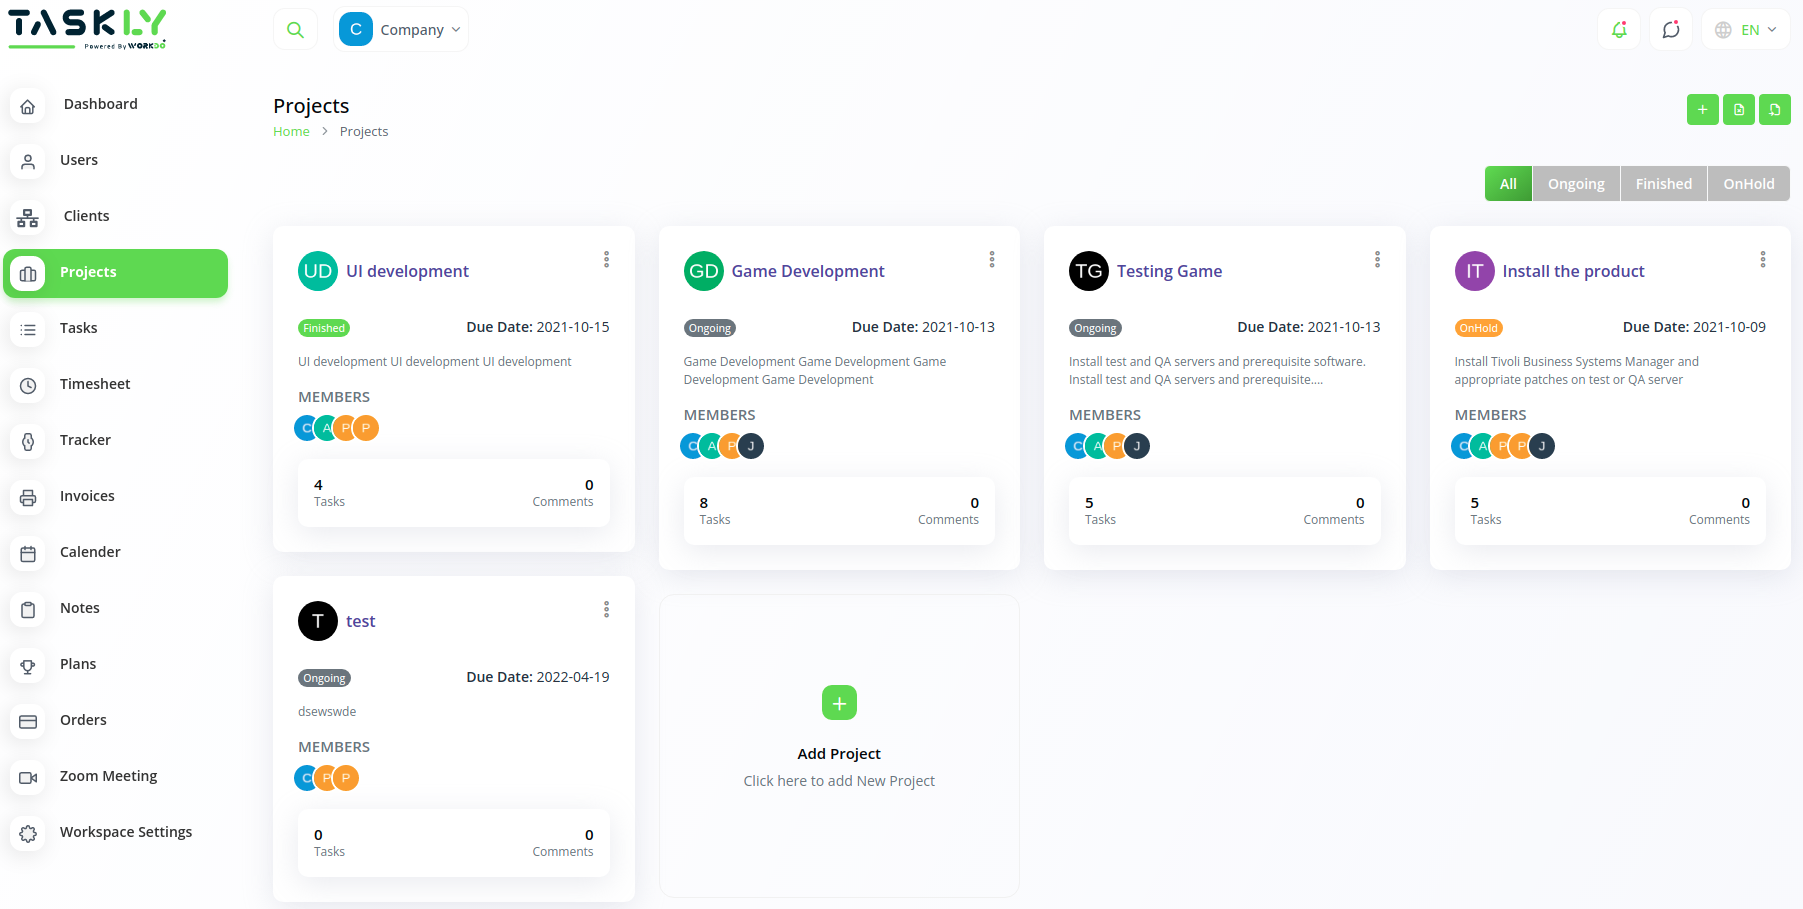 TASKLY
Powered By WORKDO
C Company
EN
Dashboard
Users
Clients
Projects
Tasks
Timesheet
Tracker
Invoices
Calender
Notes
Plans
Orders
Zoom Meeting
Workspace Settings
Projects
Home > Projects
All Ongoing Finished OnHold
UD UI development
Finished Due Date: 2021-10-15
UI development UI development UI development
MEMBERS
C A P P
4 0
Tasks Comments
GD Game Development
Ongoing Due Date: 2021-10-13
Game Development Game Development Game
Development Game Development
MEMBERS
C A P J
8 0
Tasks Comments
TG Testing Game
Ongoing Due Date: 2021-10-13
Install test and QA servers and prerequisite software.
Install test and QA servers and prerequisite....
MEMBERS
C A P J
5 0
Tasks Comments
IT Install the product
OnHold Due Date: 2021-10-09
Install Tivoli Business Systems Manager and
appropriate patches on test or QA server
MEMBERS
C A P P J
5 0
Tasks Comments
T test
Ongoing Due Date: 2022-04-19
dsewswde
MEMBERS
C P P
0 0
Tasks Comments
Add Project
Click here to add New Project